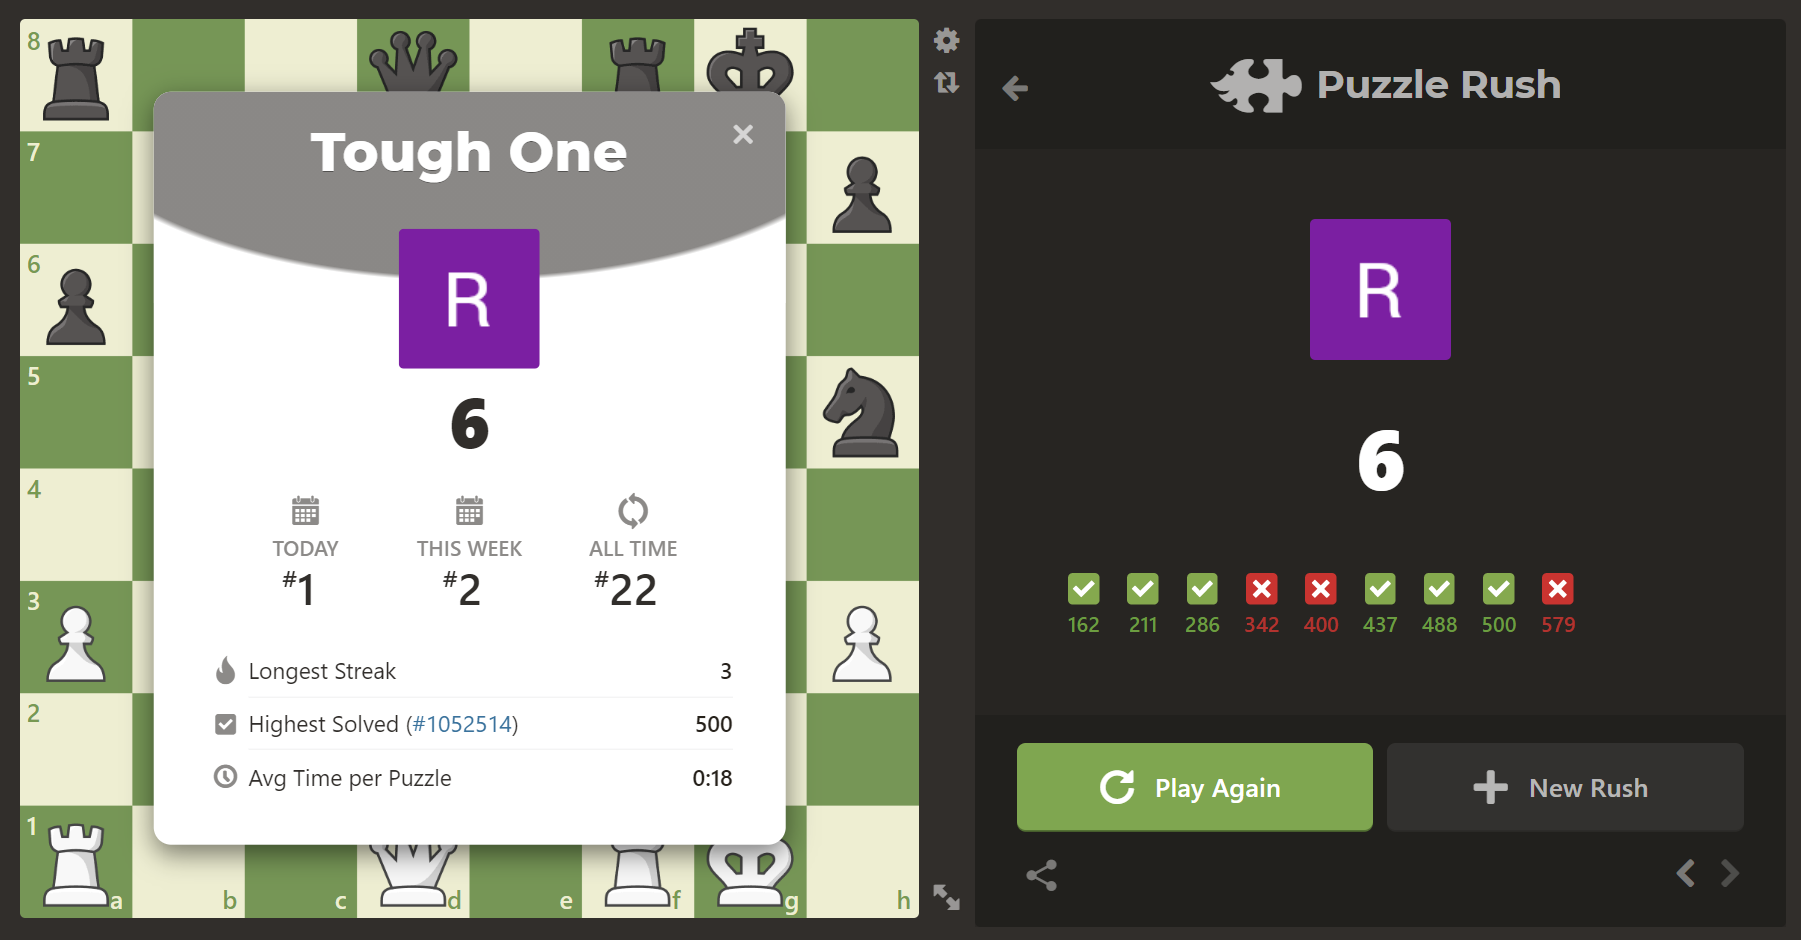 8
7
6
5
4
3
2
1
a b c d e f g h
Tough One
R
6
TODAY THIS WEEK ALL TIME
#1 #2 #22
Longest Streak 3
Highest Solved (#1052514) 500
Avg Time per Puzzle 0:18
Puzzle Rush
R
6
162 211 286 342 400 437 488 500 579
Play Again
New Rush